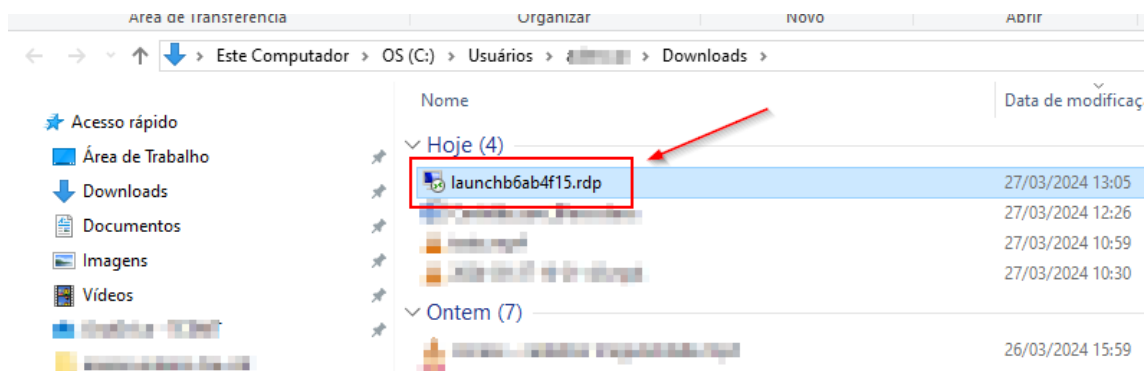 Área de Transferência Organizar Novo Abrir
Este Computador > OS (C:) > Usuários > > Downloads >
Nome Data de modificaç
Acesso rápido
Área de Trabalho
Downloads
Documentos
Imagens
Vídeos
Hoje (4)
launchb6ab4f15.rdp 27/03/2024 13:05
27/03/2024 12:26
27/03/2024 10:59
27/03/2024 10:30
Ontem (7)
26/03/2024 15:59